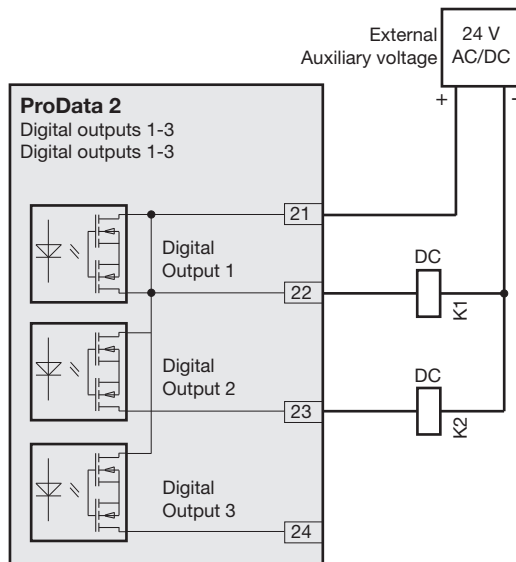 External
Auxiliary voltage
24 V
AC/DC
+
-
ProData 2
Digital outputs 1-3
Digital outputs 1-3
21
Digital
Output 1
DC
22
K1
Digital
Output 2
DC
23
K2
Digital
Output 3
24